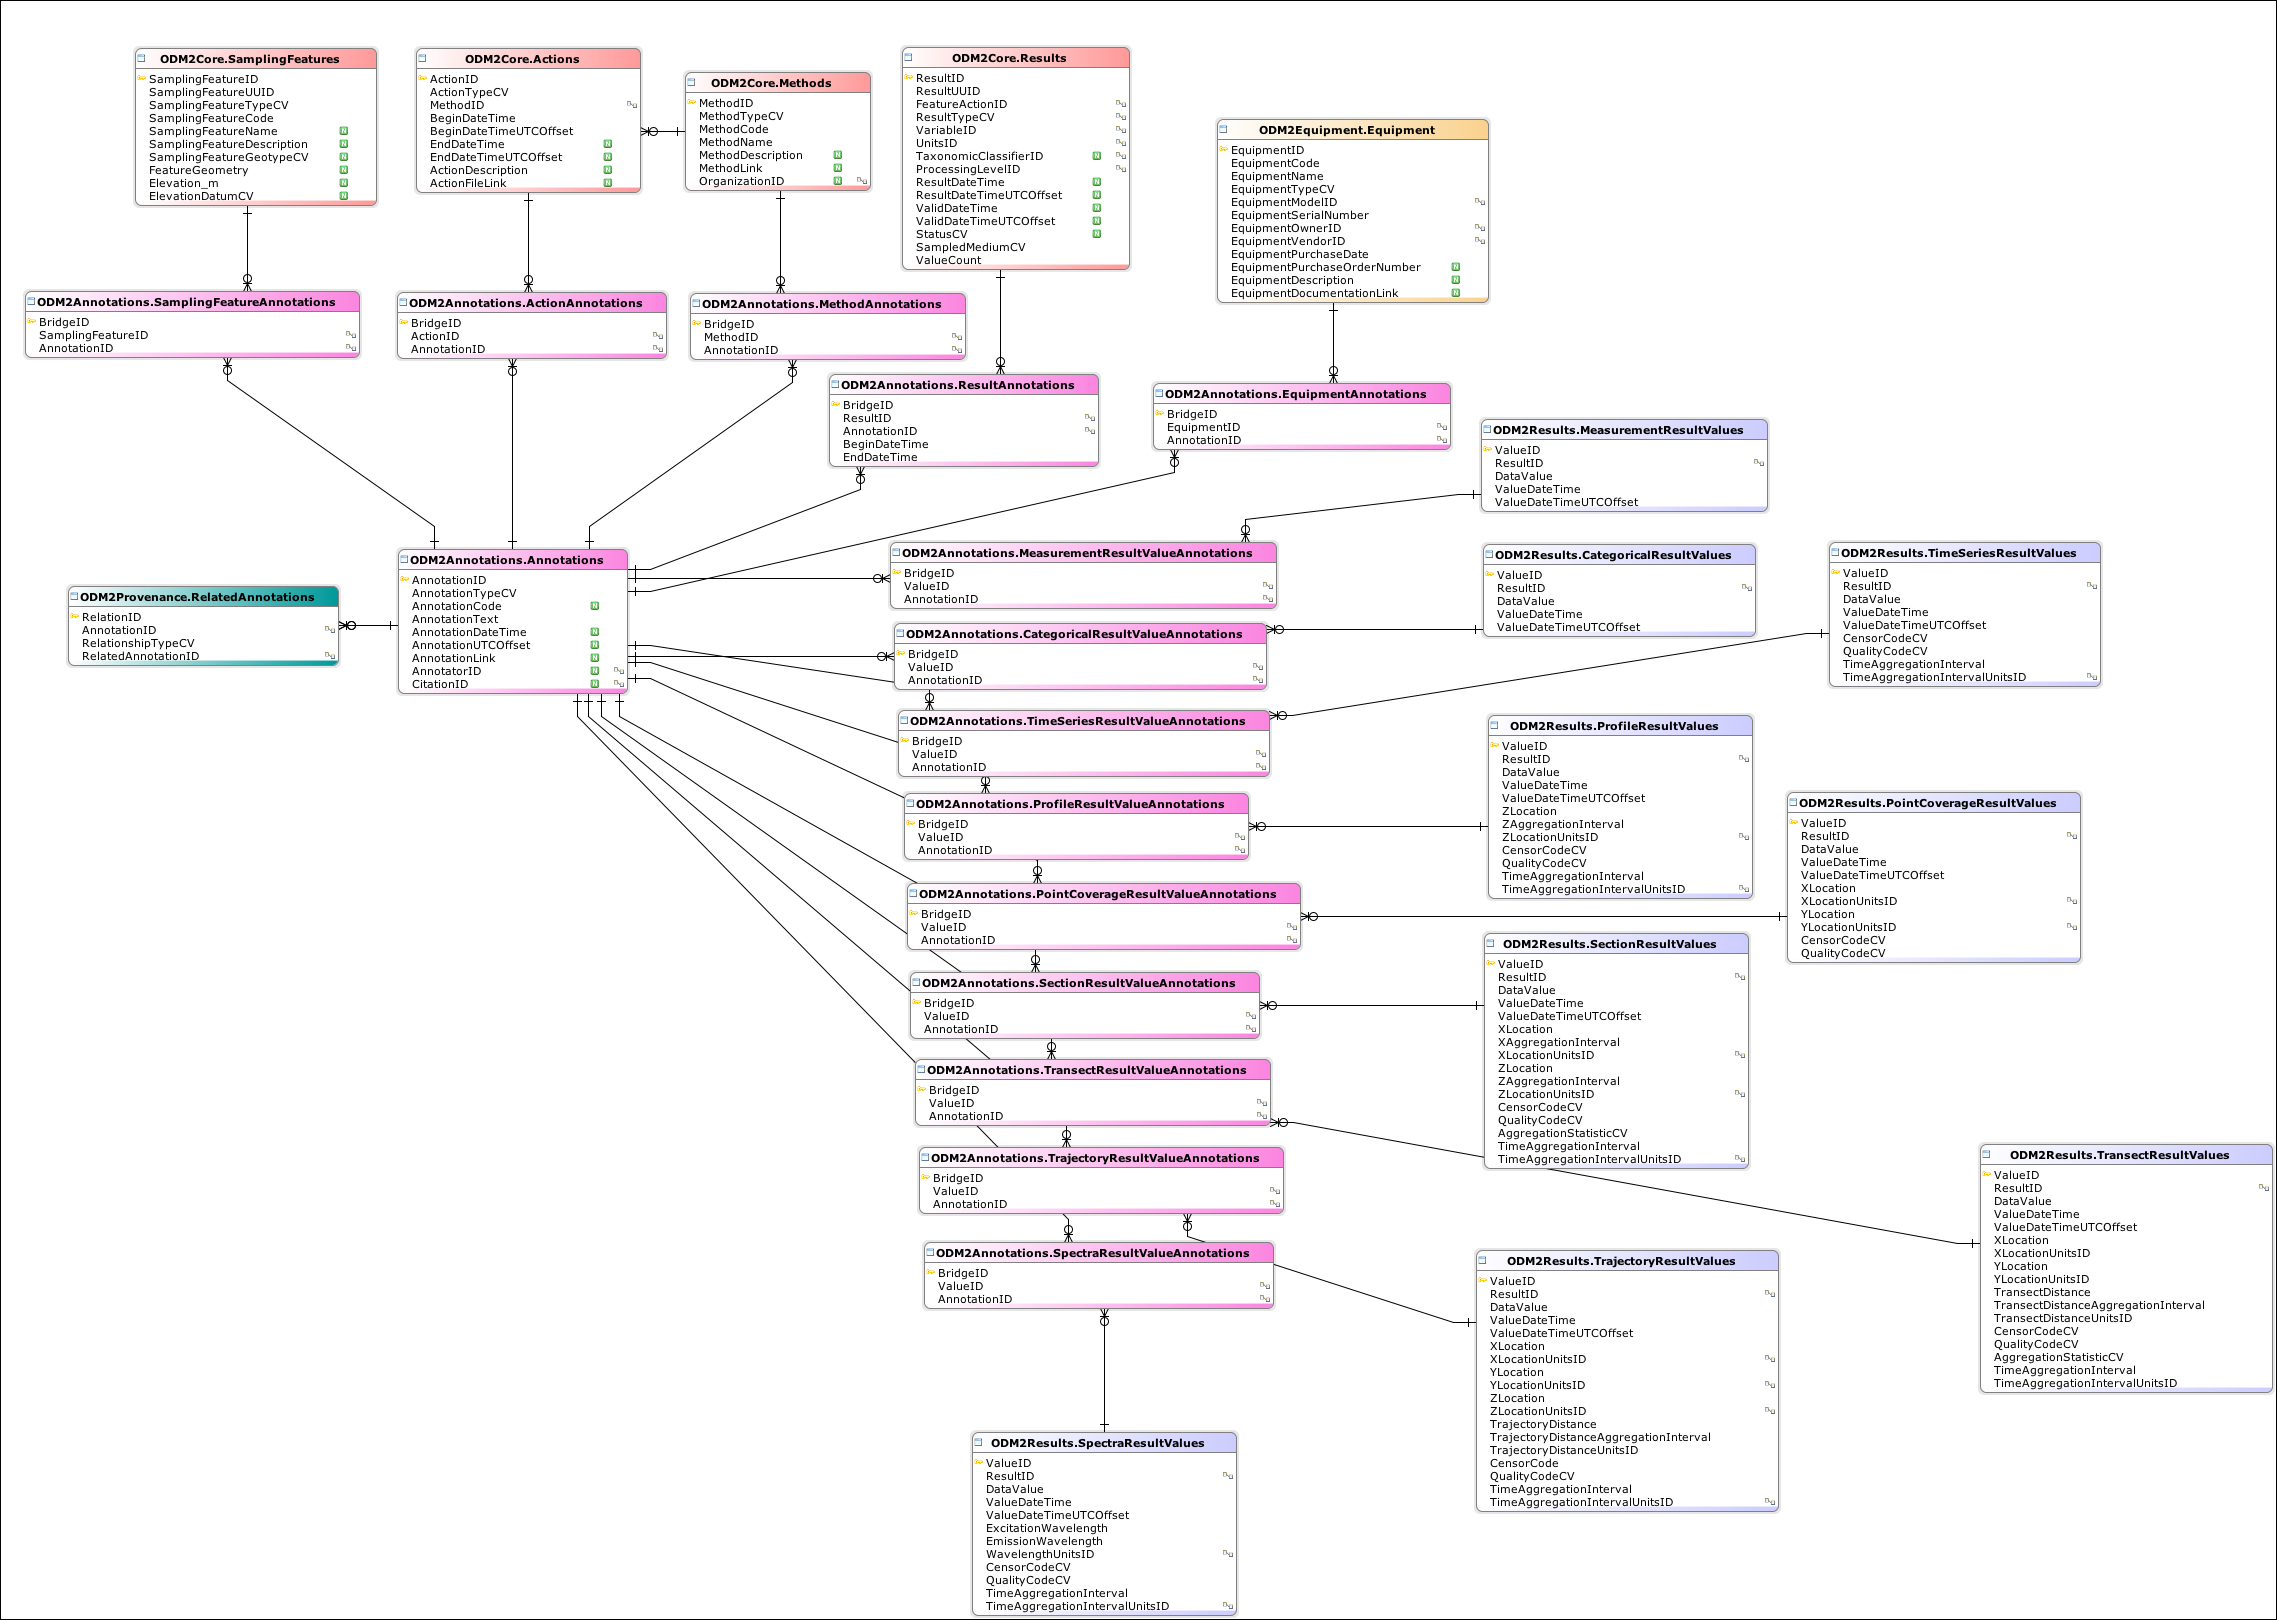 ODM2Core.SamplingFeatures
SamplingFeatureID
SamplingFeatureUUID
SamplingFeatureTypeCV
SamplingFeatureCode
SamplingFeatureName
SamplingFeatureDescription
SamplingFeatureGeotypeCV
FeatureGeometry
Elevation_m
ElevationDatumCV
ODM2Core.Actions
ActionID
ActionTypeCV
MethodID
BeginDateTime
BeginDateTimeUTCOffset
EndDateTime
EndDateTimeUTCOffset
ActionDescription
ActionFileLink
ODM2Core.Methods
MethodID
MethodTypeCV
MethodCode
MethodName
MethodDescription
MethodLink
OrganizationID
ODM2Core.Results
ResultID
ResultUUID
FeatureActionID
ResultTypeCV
VariableID
UnitsID
TaxonomicClassifierID
ProcessingLevelID
ResultDateTime
ResultDateTimeUTCOffset
ValidDateTime
ValidDateTimeUTCOffset
StatusCV
SampledMediumCV
ValueCount
ODM2Equipment.Equipment
EquipmentID
EquipmentCode
EquipmentName
EquipmentTypeCV
EquipmentModelID
EquipmentSerialNumber
EquipmentOwnerID
EquipmentVendorID
EquipmentPurchaseDate
EquipmentPurchaseOrderNumber
EquipmentDescription
EquipmentDocumentationLink
ODM2Annotations.SamplingFeatureAnnotations
BridgeID
SamplingFeatureID
AnnotationID
ODM2Annotations.ActionAnnotations
BridgeID
ActionID
AnnotationID
ODM2Annotations.MethodAnnotations
BridgeID
MethodID
AnnotationID
ODM2Annotations.ResultAnnotations
BridgeID
ResultID
AnnotationID
BeginDateTime
EndDateTime
ODM2Annotations.EquipmentAnnotations
BridgeID
EquipmentID
AnnotationID
ODM2Results.MeasurementResultValues
ValueID
ResultID
DataValue
ValueDateTime
ValueDateTimeUTCOffset
ODM2Annotations.Annotations
AnnotationID
AnnotationTypeCV
AnnotationCode
AnnotationText
AnnotationDateTime
AnnotationUTCOffset
AnnotationLink
AnnotatorID
CitationID
ODM2Provenance.RelatedAnnotations
RelationID
AnnotationID
RelationshipTypeCV
RelatedAnnotationID
ODM2Annotations.MeasurementResultValueAnnotations
BridgeID
ValueID
AnnotationID
ODM2Results.CategoricalResultValues
ValueID
ResultID
DataValue
ValueDateTime
ValueDateTimeUTCOffset
ODM2Results.TimeSeriesResultValues
ValueID
ResultID
DataValue
ValueDateTime
ValueDateTimeUTCOffset
CensorCodeCV
QualityCodeCV
TimeAggregationInterval
TimeAggregationIntervalUnitsID
ODM2Annotations.CategoricalResultValueAnnotations
BridgeID
ValueID
AnnotationID
ODM2Annotations.TimeSeriesResultValueAnnotations
BridgeID
ValueID
AnnotationID
ODM2Results.ProfileResultValues
ValueID
ResultID
DataValue
ValueDateTime
ValueDateTimeUTCOffset
ZLocation
ZAggregationInterval
ZLocationUnitsID
CensorCodeCV
QualityCodeCV
TimeAggregationInterval
TimeAggregationIntervalUnitsID
ODM2Annotations.ProfileResultValueAnnotations
BridgeID
ValueID
AnnotationID
ODM2Results.PointCoverageResultValues
ValueID
ResultID
DataValue
ValueDateTime
ValueDateTimeUTCOffset
XLocation
XLocationUnitsID
YLocation
YLocationUnitsID
CensorCodeCV
QualityCodeCV
ODM2Annotations.PointCoverageResultValueAnnotations
BridgeID
ValueID
AnnotationID
ODM2Results.SectionResultValues
ValueID
ResultID
DataValue
ValueDateTime
ValueDateTimeUTCOffset
XLocation
XAggregationInterval
XLocationUnitsID
ZLocation
ZAggregationInterval
ZLocationUnitsID
CensorCodeCV
QualityCodeCV
AggregationStatisticCV
TimeAggregationInterval
TimeAggregationIntervalUnitsID
ODM2Annotations.SectionResultValueAnnotations
BridgeID
ValueID
AnnotationID
ODM2Annotations.TransectResultValueAnnotations
BridgeID
ValueID
AnnotationID
ODM2Results.TransectResultValues
ValueID
ResultID
DataValue
ValueDateTime
ValueDateTimeUTCOffset
XLocation
XLocationUnitsID
YLocation
YLocationUnitsID
TransectDistance
TransectDistanceAggregationInterval
TransectDistanceUnitsID
CensorCodeCV
QualityCodeCV
AggregationStatisticCV
TimeAggregationInterval
TimeAggregationIntervalUnitsID
ODM2Annotations.TrajectoryResultValueAnnotations
BridgeID
ValueID
AnnotationID
ODM2Annotations.SpectraResultValueAnnotations
BridgeID
ValueID
AnnotationID
ODM2Results.TrajectoryResultValues
ValueID
ResultID
DataValue
ValueDateTime
ValueDateTimeUTCOffset
XLocation
XLocationUnitsID
YLocation
YLocationUnitsID
ZLocation
ZLocationUnitsID
TrajectoryDistance
TrajectoryDistanceAggregationInterval
TrajectoryDistanceUnitsID
CensorCode
QualityCodeCV
TimeAggregationInterval
TimeAggregationIntervalUnitsID
ODM2Results.SpectraResultValues
ValueID
ResultID
DataValue
ValueDateTime
ValueDateTimeUTCOffset
ExcitationWavelength
EmissionWavelength
WavelengthUnitsID
CensorCodeCV
QualityCodeCV
TimeAggregationInterval
TimeAggregationIntervalUnitsID